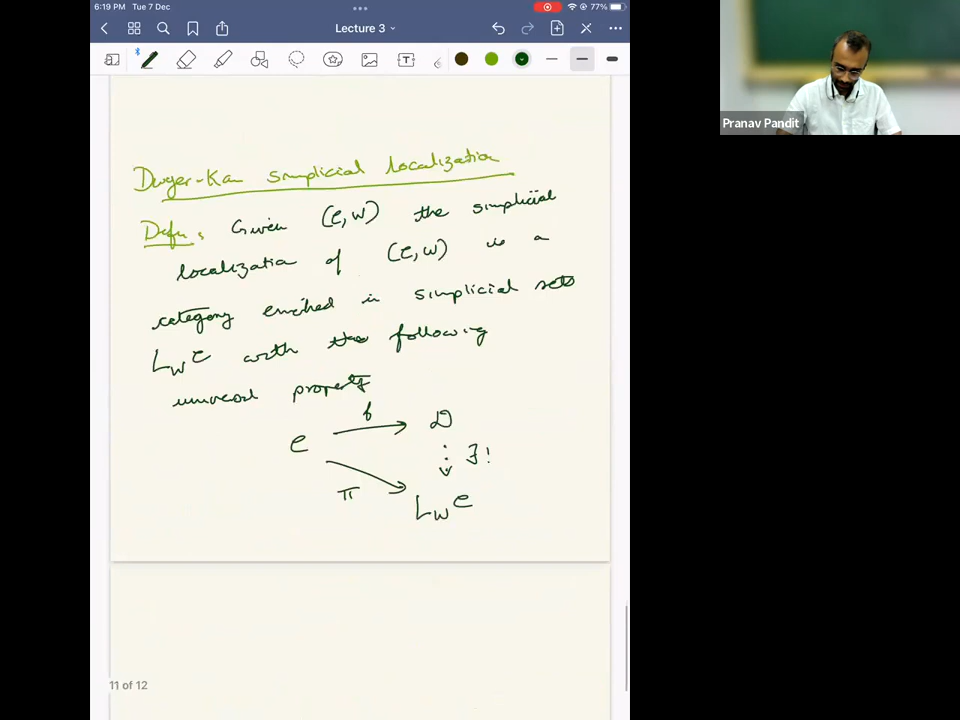 6:19 PM Tue 7 Dec
77%
Lecture 3
Pranav Pandit
Dwyer-Kan simplicial localization
Defn. Given (C,W) the simplicial
localization of (C,W) is a
category enriched in simplicial sets
L_W C with the following
universal property
C f D
∃!
π L_W C
11 of 12